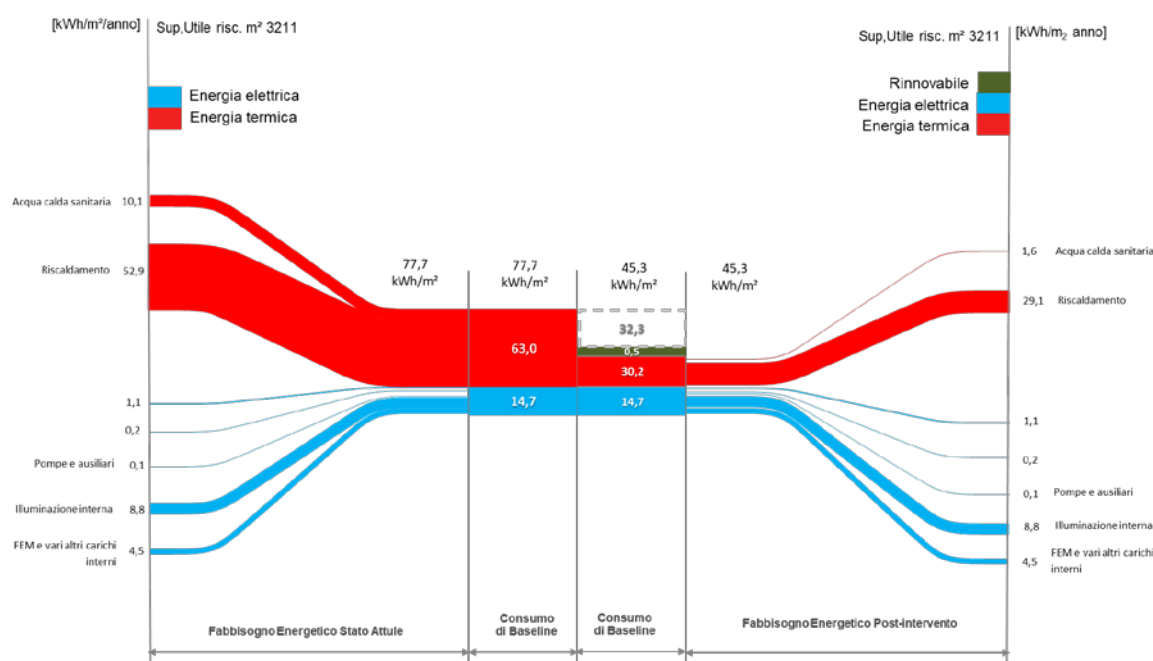 [kWh/m²/anno]
Sup,Utile risc. m² 3211
Sup,Utile risc. m² 3211
[kWh/m₂ anno]
Energia elettrica
Energia termica
Rinnovabile
Energia elettrica
Energia termica
Acqua calda sanitaria 10,1
Riscaldamento 52,9
77,7
kWh/m²
77,7
kWh/m²
45,3
kWh/m²
45,3
kWh/m²
1,6 Acqua calda sanitaria
29,1 Riscaldamento
32,3
0,5
63,0
30,2
14,7
14,7
1,1
0,2
Pompe e ausiliari 0,1
Illuminazione interna 8,8
FEM e vari altri carichi
interni
4,5
1,1
0,2
0,1 Pompe e ausiliari
8,8 Illuminazione interna
4,5
FEM e vari altri carichi
interni
Fabbisogno Energetico Stato Attule
Consumo
di Baseline
Consumo
di Baseline
Fabbisogno Energetico Post-intervento